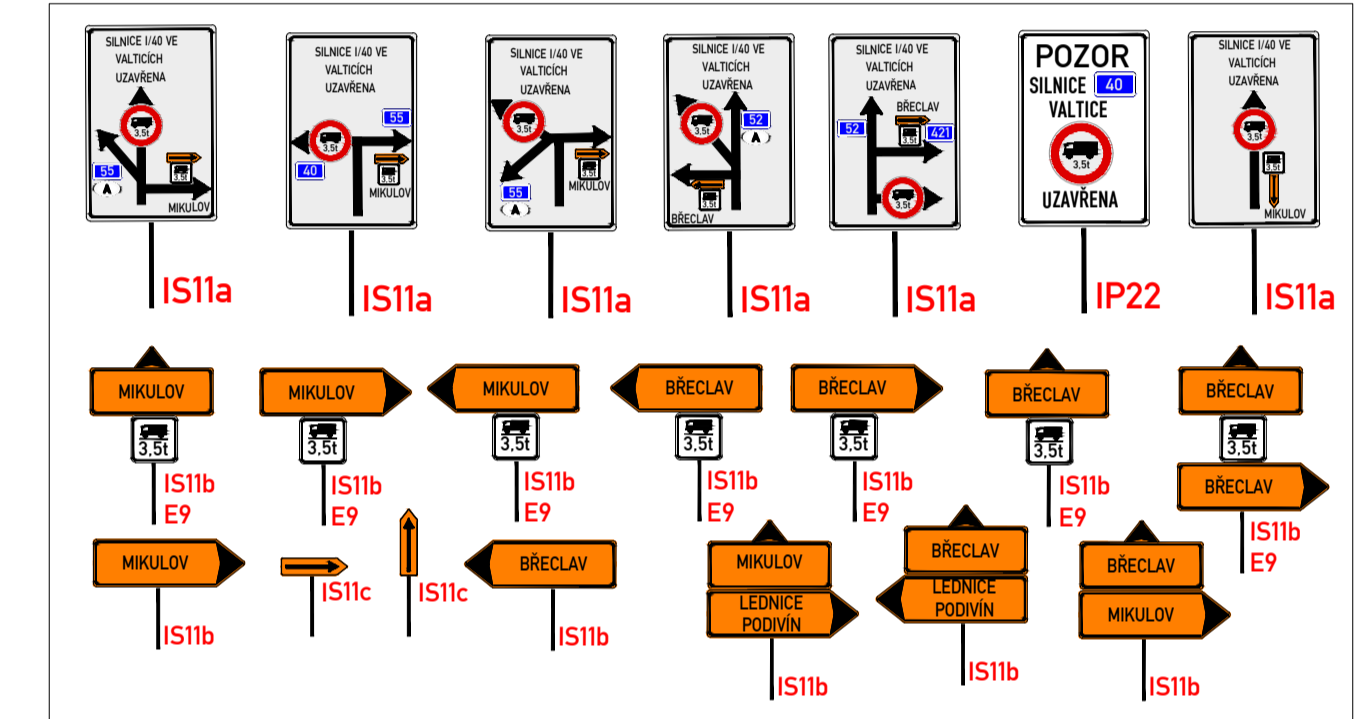 SILNICE I/40 VE
VALTICÍCH
UZAVŘENA
3,5t
55
A
3,5t
MIKULOV
IS11a
SILNICE I/40 VE
VALTICÍCH
UZAVŘENA
55
3,5t
40
3,5t
MIKULOV
IS11a
SILNICE I/40 VE
VALTICÍCH
UZAVŘENA
3,5t
3,5t
55
MIKULOV
A
IS11a
SILNICE I/40 VE
VALTICÍCH
UZAVŘENA
52
3,5t
A
3,5t
BŘECLAV
IS11a
SILNICE I/40 VE
VALTICÍCH
UZAVŘENA
BŘECLAV
52
3,5t
421
3,5t
IS11a
POZOR
SILNICE 40
VALTICE
3,5t
UZAVŘENA
IP22
SILNICE I/40 VE
VALTICÍCH
UZAVŘENA
3,5t
3,5t
MIKULOV
IS11a
MIKULOV
3,5t
IS11b
E9
MIKULOV
3,5t
IS11b
E9
MIKULOV
3,5t
IS11b
E9
BŘECLAV
3,5t
IS11b
E9
BŘECLAV
3,5t
IS11b
E9
BŘECLAV
3,5t
IS11b
E9
BŘECLAV
3,5t
BŘECLAV
IS11b
E9
MIKULOV
IS11b
IS11c
IS11c
BŘECLAV
IS11b
MIKULOV
LEDNICE
PODIVÍN
IS11b
BŘECLAV
LEDNICE
PODIVÍN
IS11b
BŘECLAV
MIKULOV
IS11b